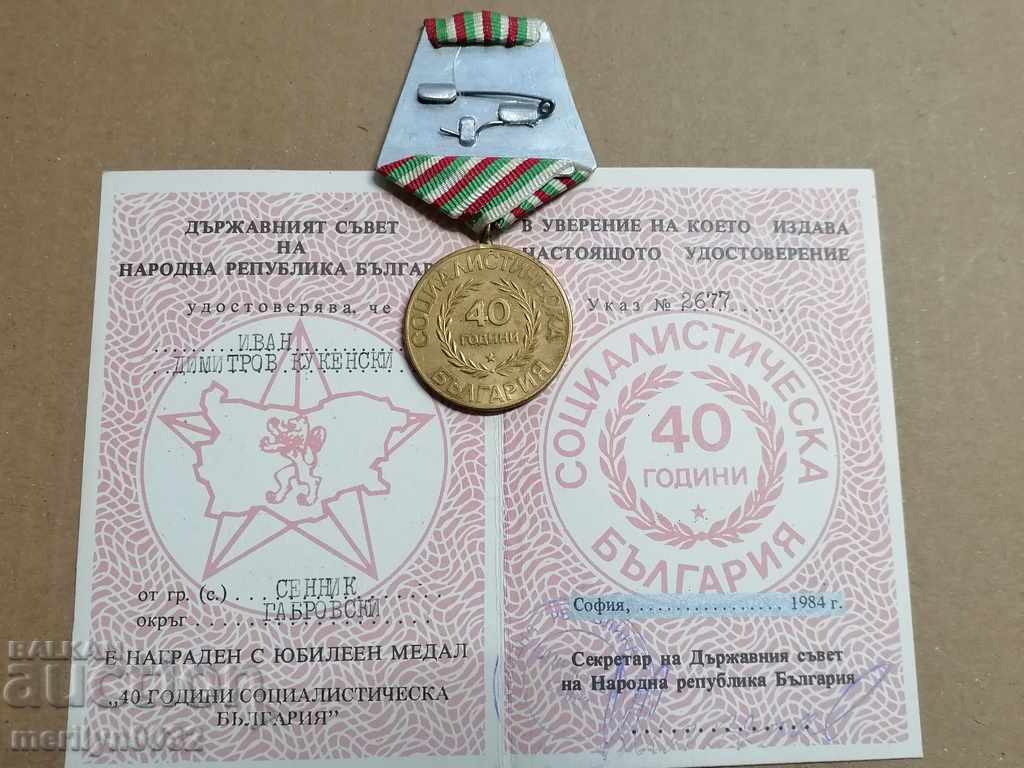 ДЪРЖАВНИЯТ СЪВЕТ
НА
НАРОДНА РЕПУБЛИКА БЪЛГАР
удостоверява, че
ИВАН
ДИМИТРОВ КУКЕНСКИ
от гр. (с.) СЕННИК
окръг ГАБРОВСКИ
Е НАГРАДЕН С ЮБИЛЕЕН МЕДАЛ
„40 ГОДИНИ СОЦИАЛИСТИЧЕСКА
БЪЛГАРИЯ"
СОЦИАЛИСТИЧЕСКА
40
ГОДИНИ
БЪЛГАРИЯ
В УВЕРЕНИЕ НА КОЕТО ИЗДАВА
НАСТОЯЩОТО УДОСТОВЕРЕНИЕ
Указ № 2677
СОЦИАЛИСТИЧЕСКА
40
ГОДИНИ
БЪЛГАРИЯ
София, ................ 1984 г.
Секретар на Държавния съвет
на Народна република България
БАЛКАН
auction
merilyn0032